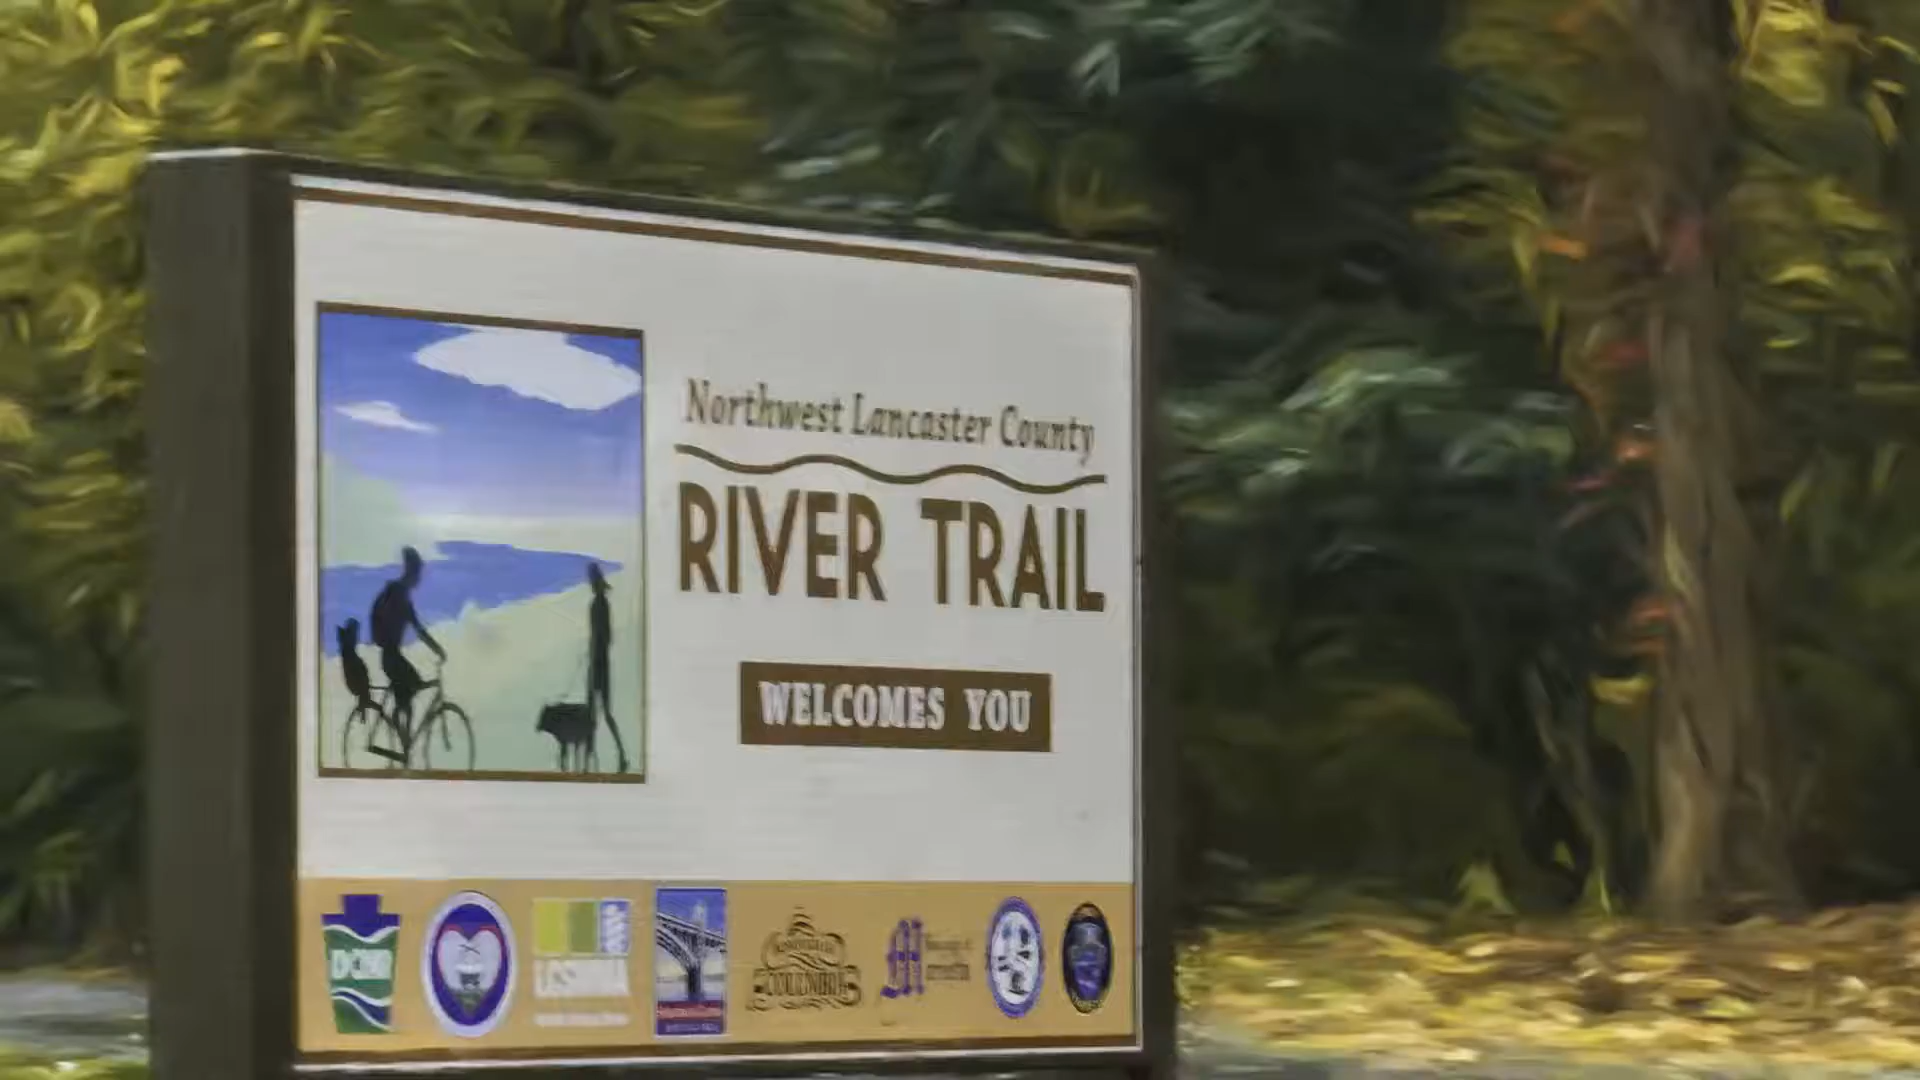 Northwest Lancaster County
RIVER TRAIL
WELCOMES YOU
DCNR
COLUMBIA